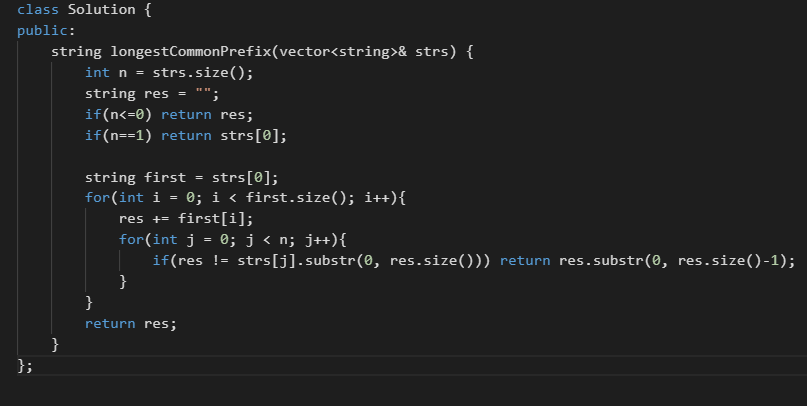 class Solution {
public:
    string longestCommonPrefix(vector<string>& strs) {
        int n = strs.size();
        string res = "";
        if(n<=0) return res;
        if(n==1) return strs[0];

        string first = strs[0];
        for(int i = 0; i < first.size(); i++){
            res += first[i];
            for(int j = 0; j < n; j++){
                if(res != strs[j].substr(0, res.size())) return res.substr(0, res.size()-1);
            }
        }
        return res;
    }
};